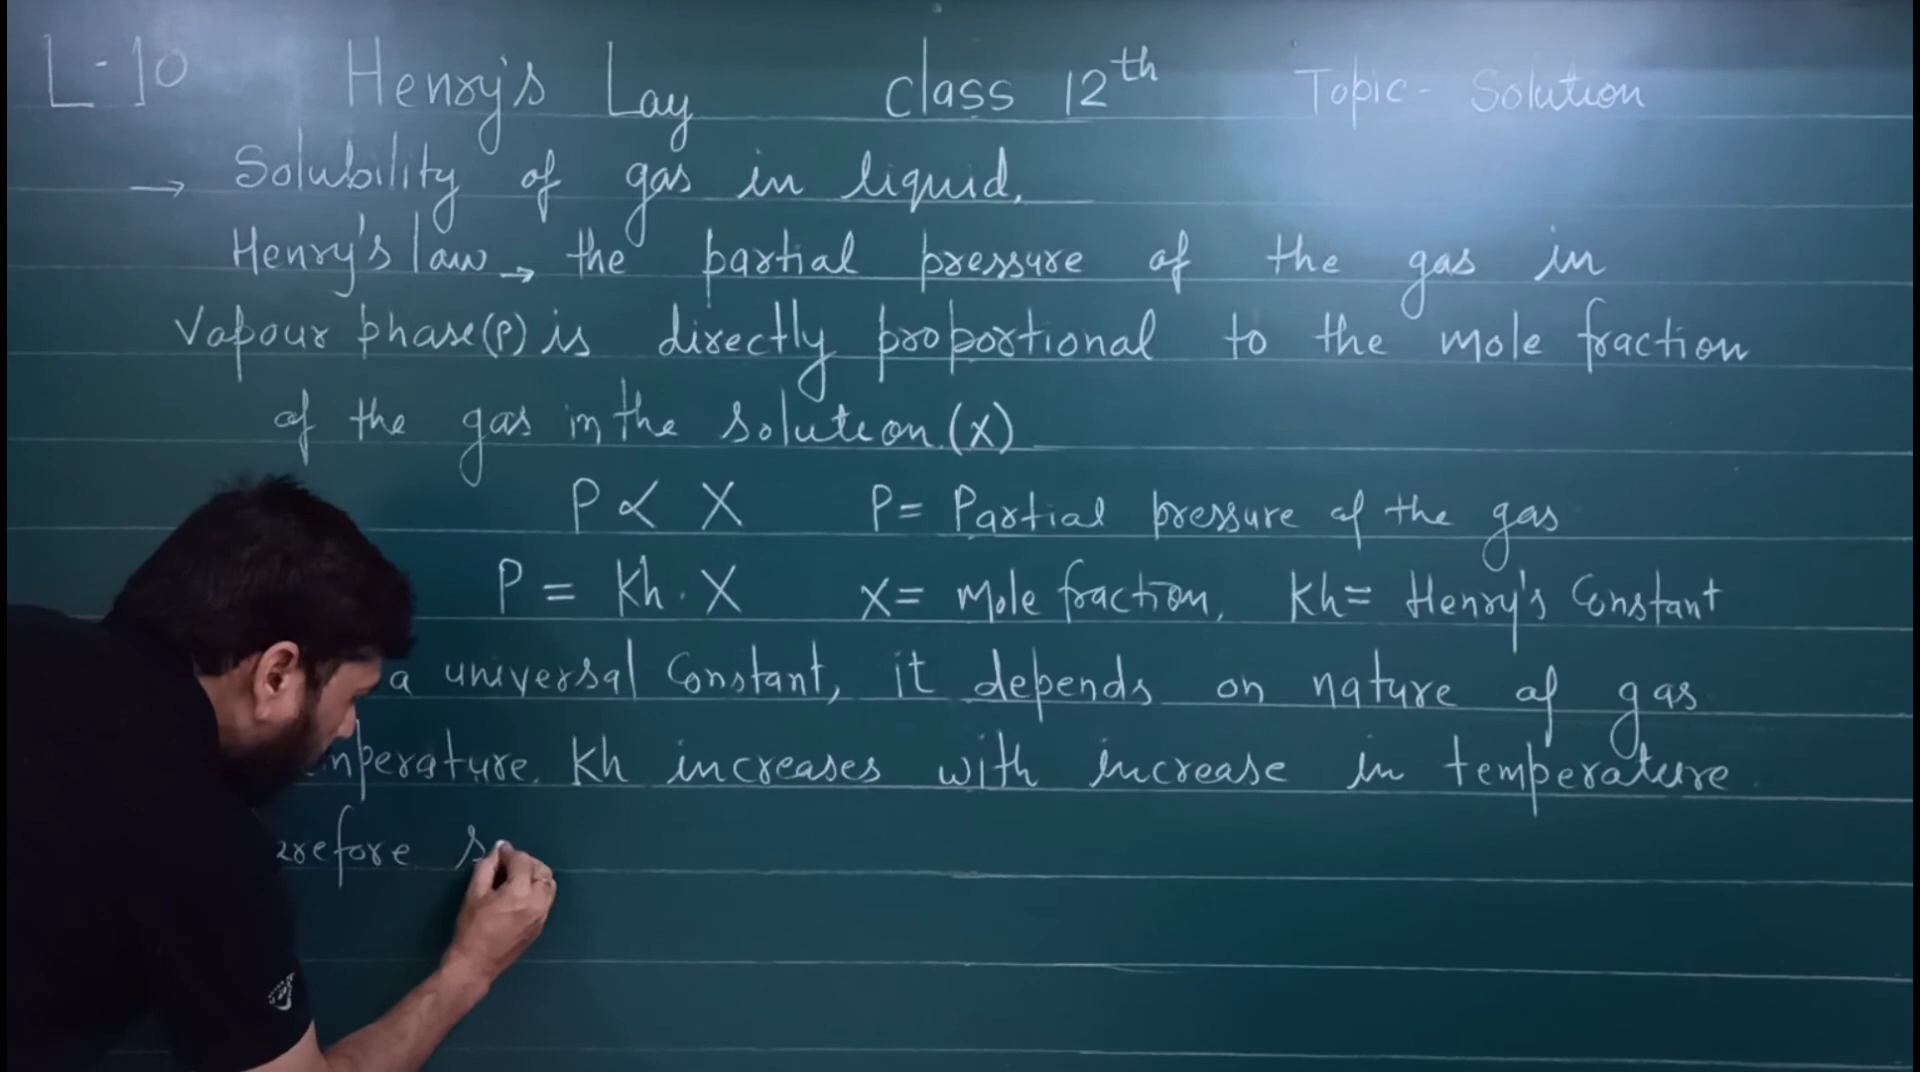 L-10 Henry's Lay class 12th Topic - Solution
→ Solubility of gas in liquid.
Henry's law → the partial pressure of the gas in
Vapour phase (P) is directly proportional to the mole fraction
of the gas in the solution. (x)
P ∝ X P = Partial pressure of the gas
P = Kh . X x = Mole fraction, Kh = Henry's Constant
a universal Constant, it depends on nature of gas
mperature. Kh increases with increase in temperature.
refore